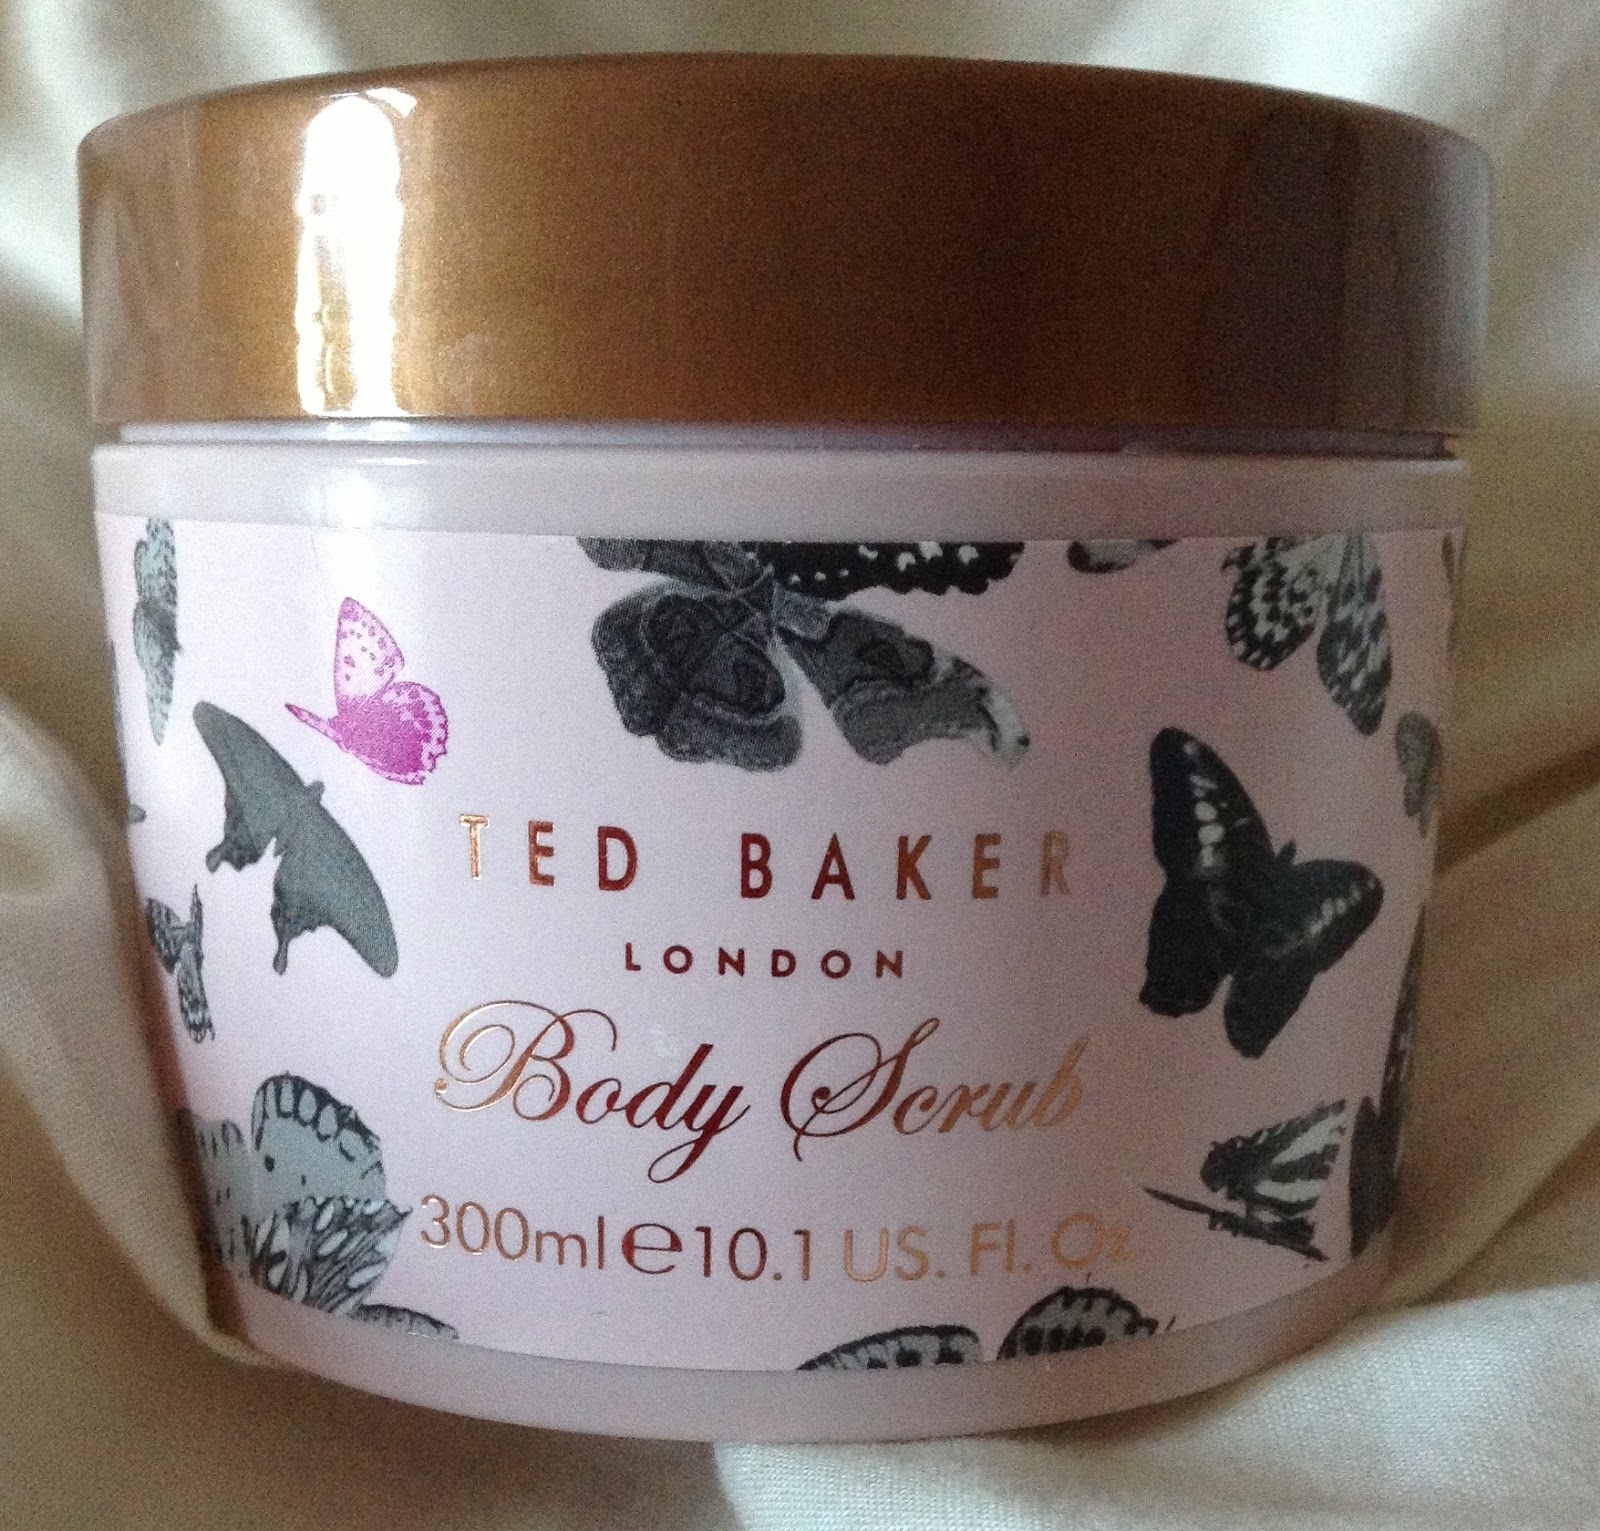 TED BAKER
LONDON
Body Scrub
300ml e 10.1 US. Fl. Oz.